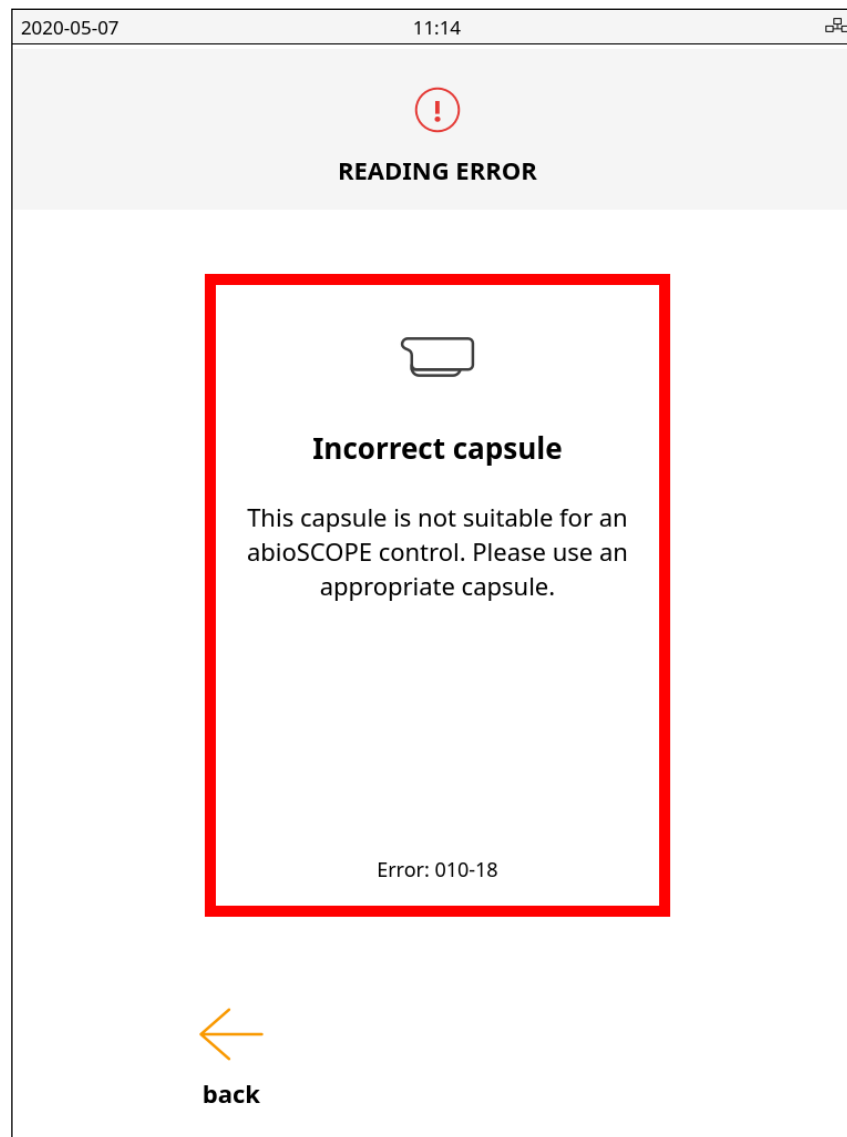 2020-05-07 11:14
!
READING ERROR
Incorrect capsule
This capsule is not suitable for an
abioSCOPE control. Please use an
appropriate capsule.
Error: 010-18
back